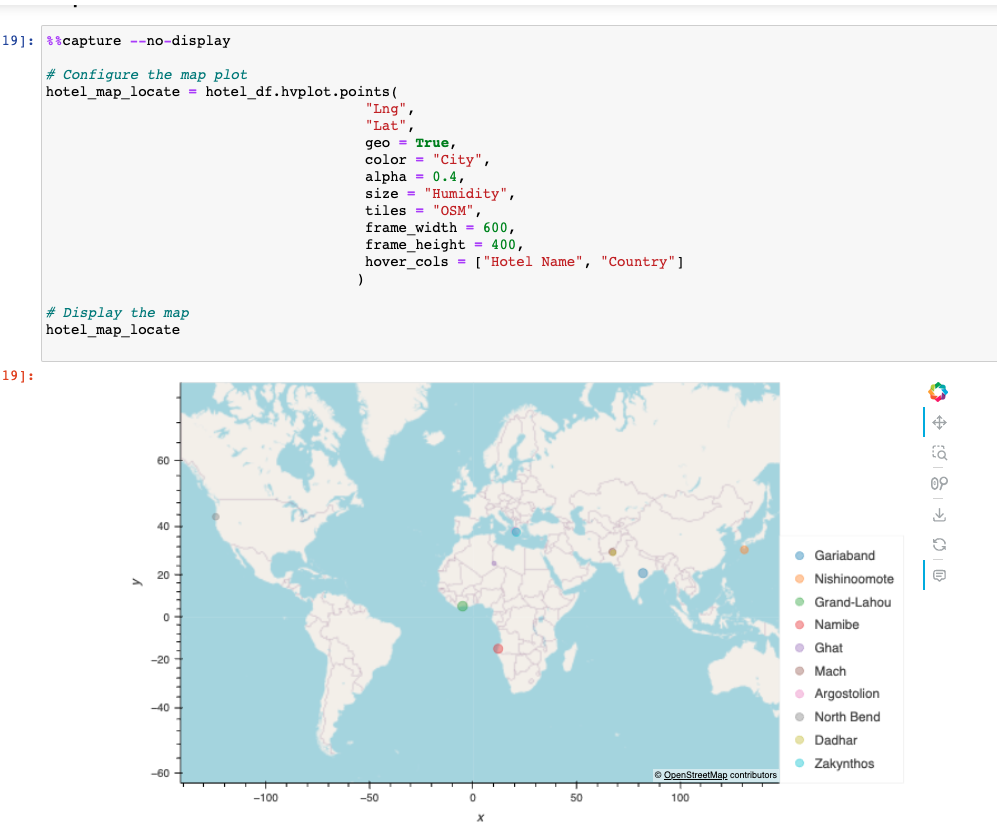 19]:
%%capture --no-display
# Configure the map plot
hotel_map_locate = hotel_df.hvplot.points(
"Lng",
"Lat",
geo = True,
color = "City",
alpha = 0.4,
size = "Humidity",
tiles = "OSM",
frame_width = 600,
frame_height = 400,
hover_cols = ["Hotel Name", "Country"]
)
# Display the map
hotel_map_locate
19]:
y
60
40
20
0
−20
−40
−60
−100
−50
0
50
100
x
© OpenStreetMap contributors
Gariaband
Nishinoomote
Grand-Lahou
Namibe
Ghat
Mach
Argostolion
North Bend
Dadhar
Zakynthos